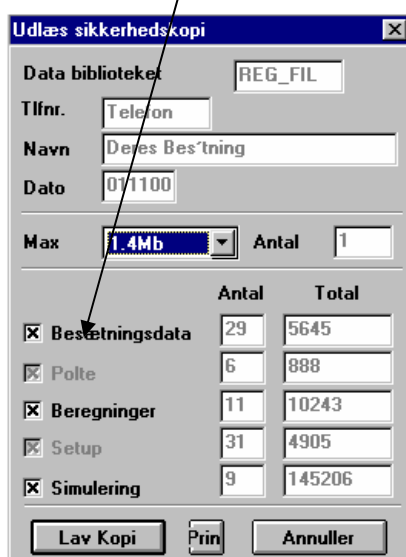 Udlæs sikkerhedskopi
Data biblioteket REG_FIL
Tlfnr. Telefon
Navn Deres Bes´tning
Dato 011100
Max 1.4Mb Antal 1
Antal Total
Besætningsdata 29 5645
Polte 6 888
Beregninger 11 10243
Setup 31 4905
Simulering 9 145206
Lav Kopi Prin Annuller